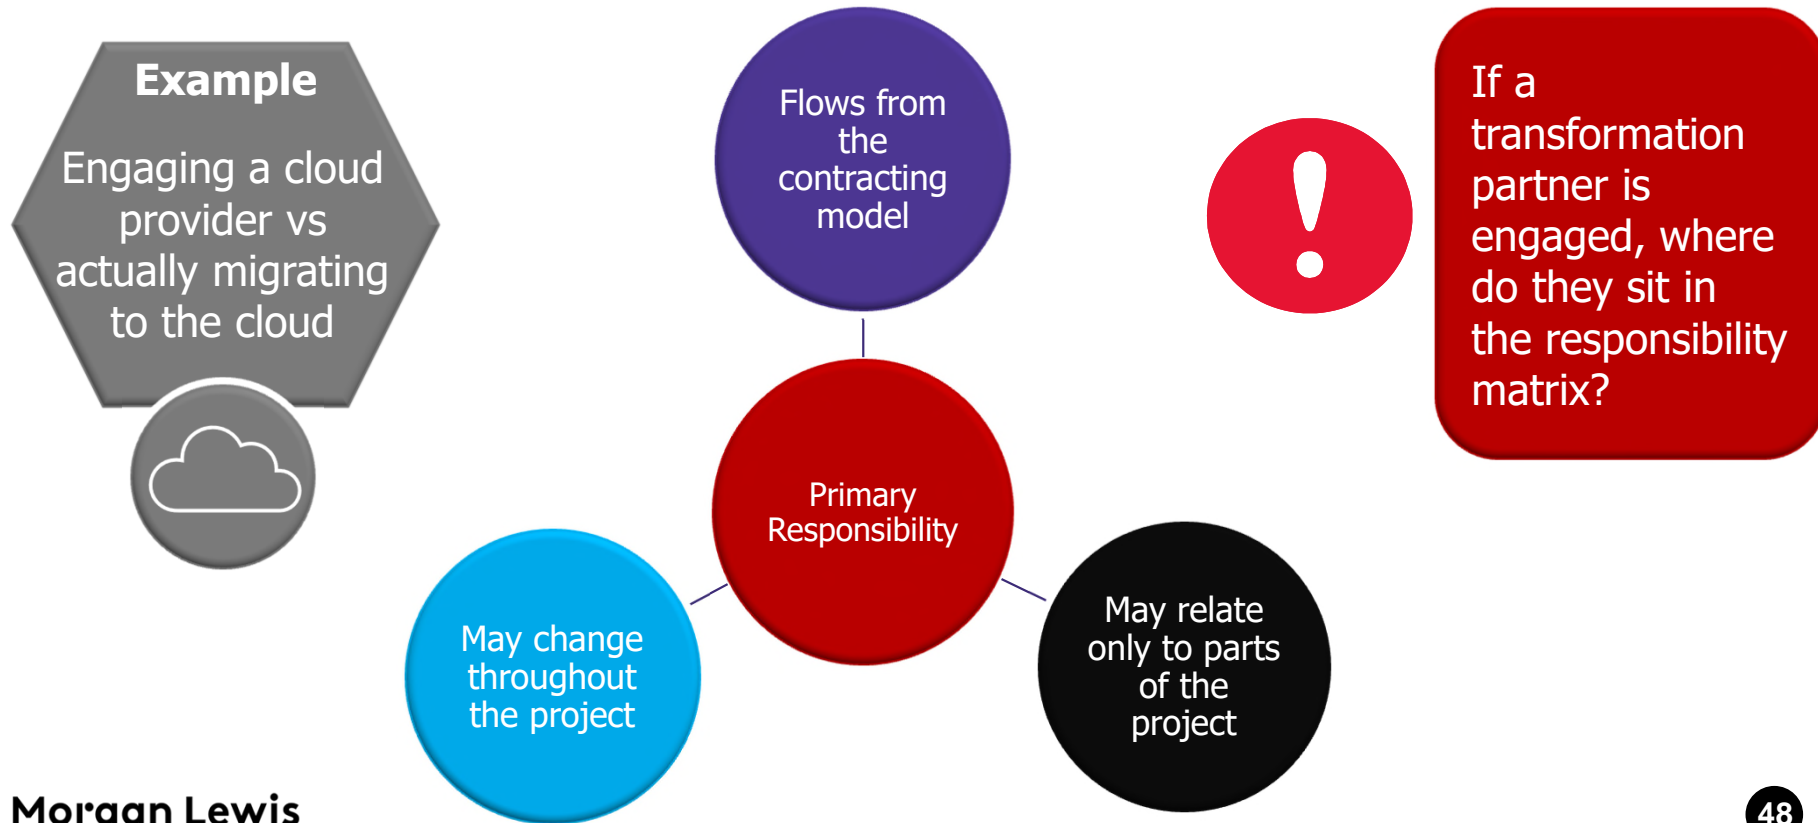 Example
Engaging a cloud
provider vs
actually migrating
to the cloud
Flows from
the
contracting
model
If a
transformation
partner is
engaged, where
do they sit in
the responsibility
matrix?
!
Primary
Responsibility
May change
throughout
the project
May relate
only to parts
of the
project
Morgan Lewis
48